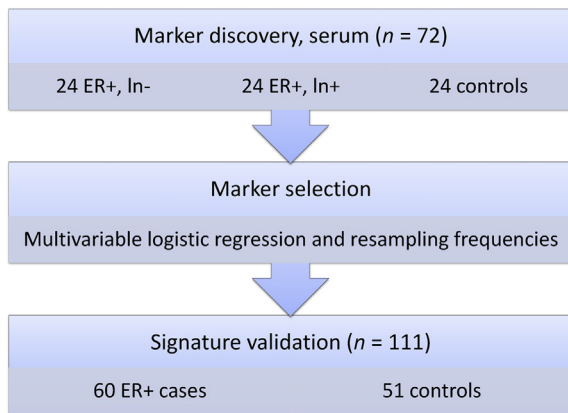 Marker discovery, serum (n = 72)
24 ER+, ln- 24 ER+, ln+ 24 controls
Marker selection
Multivariable logistic regression and resampling frequencies
Signature validation (n = 111)
60 ER+ cases 51 controls